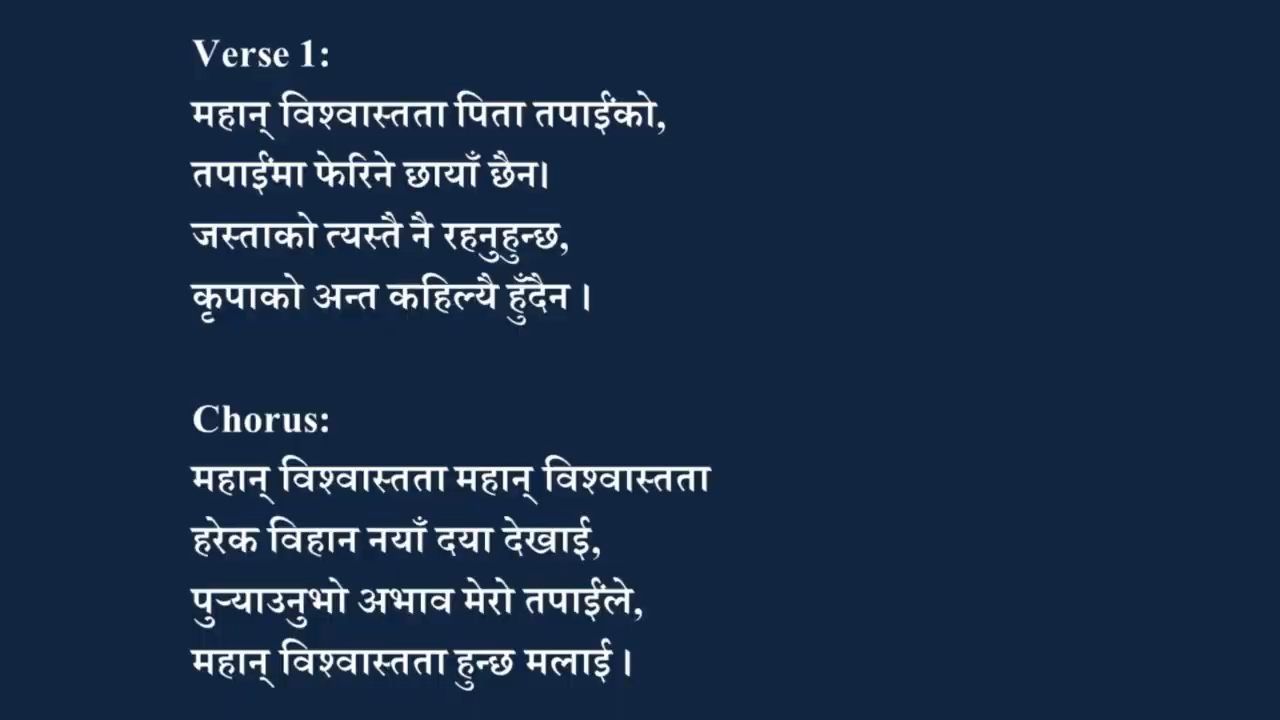 Verse 1:
महान् विश्वास्तता पिता तपाईंको,
तपाईंमा फेरिने छायाँ छैन।
जस्ताको त्यस्तै नै रहनुहुन्छ,
कृपाको अन्त कहिल्यै हुँदैन ।
Chorus:
महान् विश्वास्तता महान् विश्वास्तता
हरेक विहान नयाँ दया देखाई,
पुर्‍याउनुभो अभाव मेरो तपाईंले,
महान् विश्वास्तता हुन्छ मलाई ।